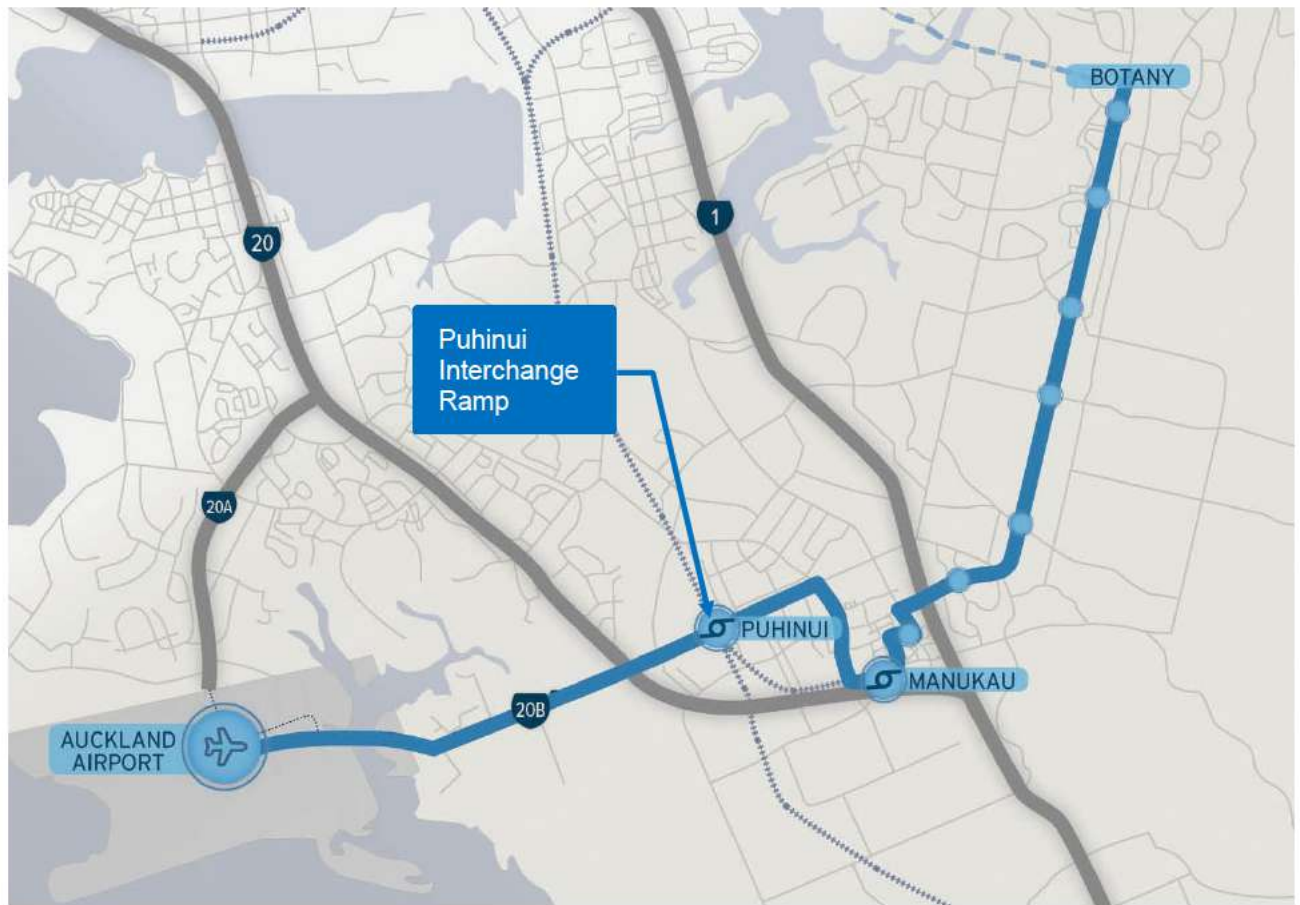 BOTANY
1
20
Puhinui
Interchange
Ramp
20A
PUHINUI
MANUKAU
20B
AUCKLAND
AIRPORT